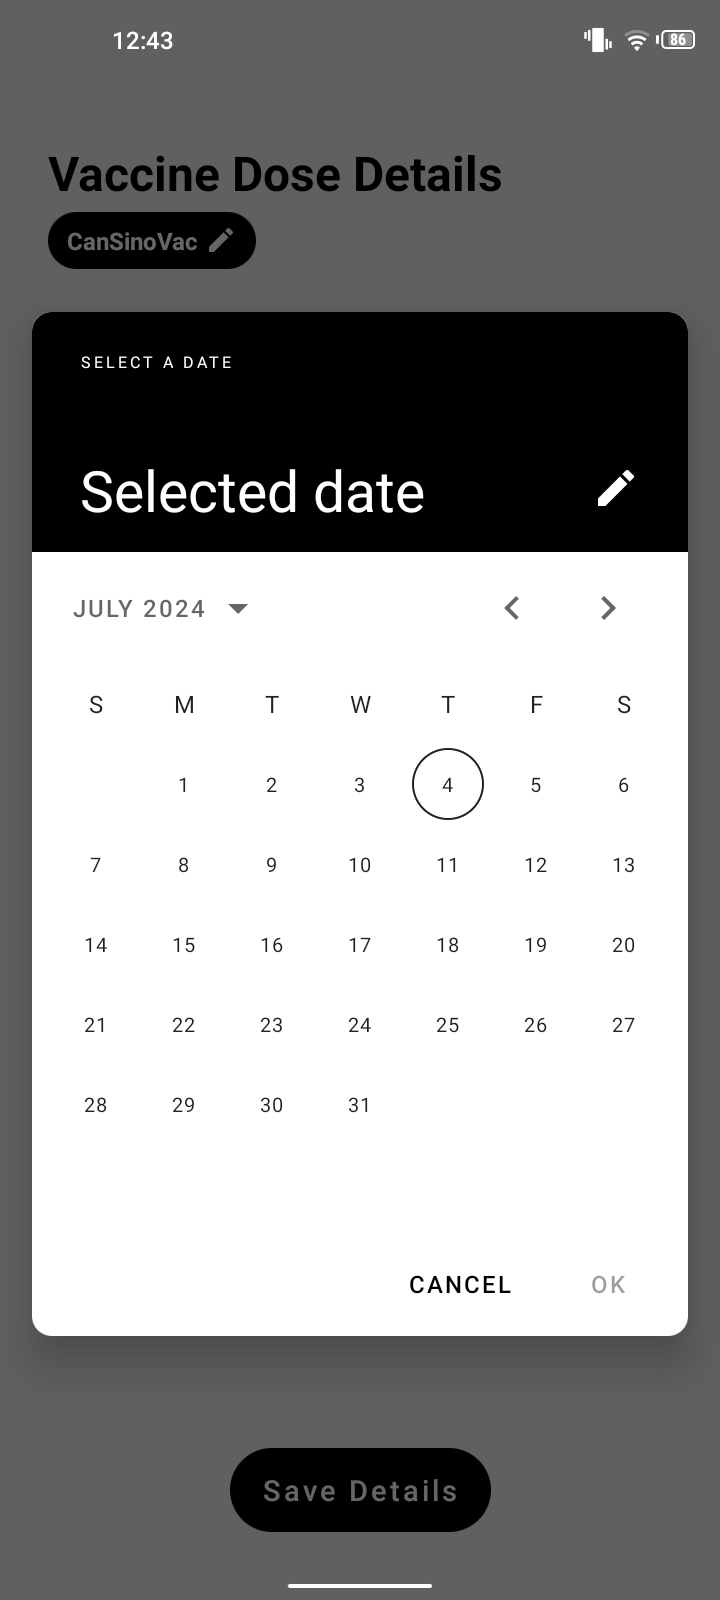 12:43
86
Vaccine Dose Details
CanSinoVac
SELECT A DATE
Selected date
JULY 2024
S M T W T F S
1 2 3 4 5 6
7 8 9 10 11 12 13
14 15 16 17 18 19 20
21 22 23 24 25 26 27
28 29 30 31
CANCEL OK
Save Details